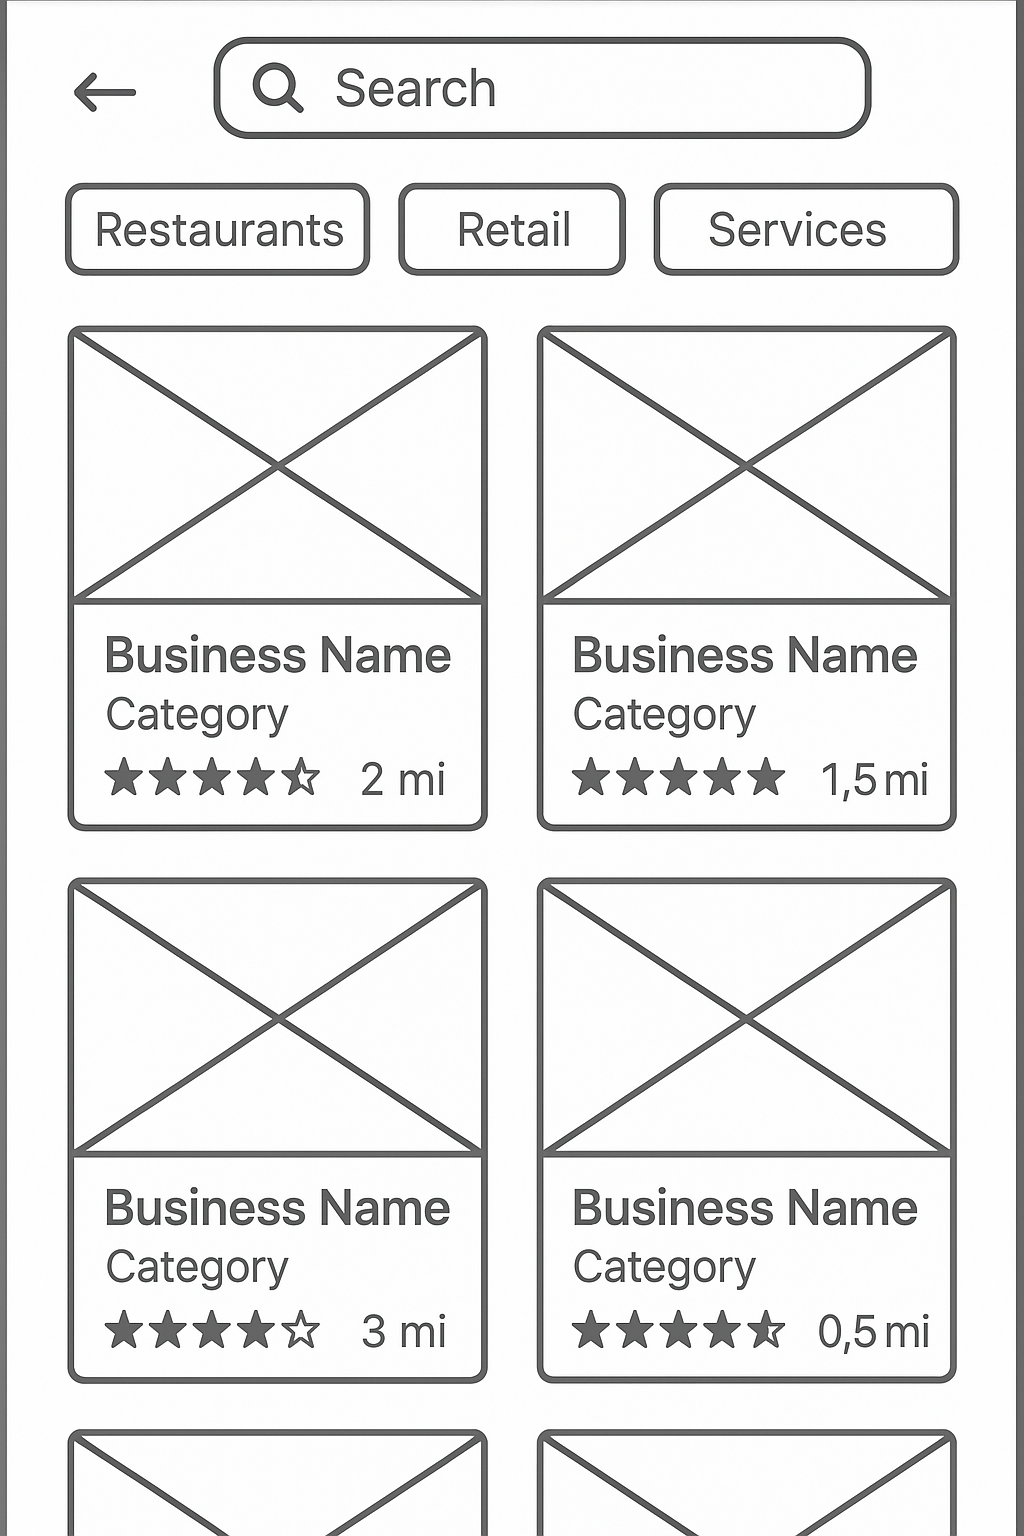 Search
Restaurants
Retail
Services
Business Name
Category
2 mi
Business Name
Category
1,5 mi
Business Name
Category
3 mi
Business Name
Category
0,5 mi